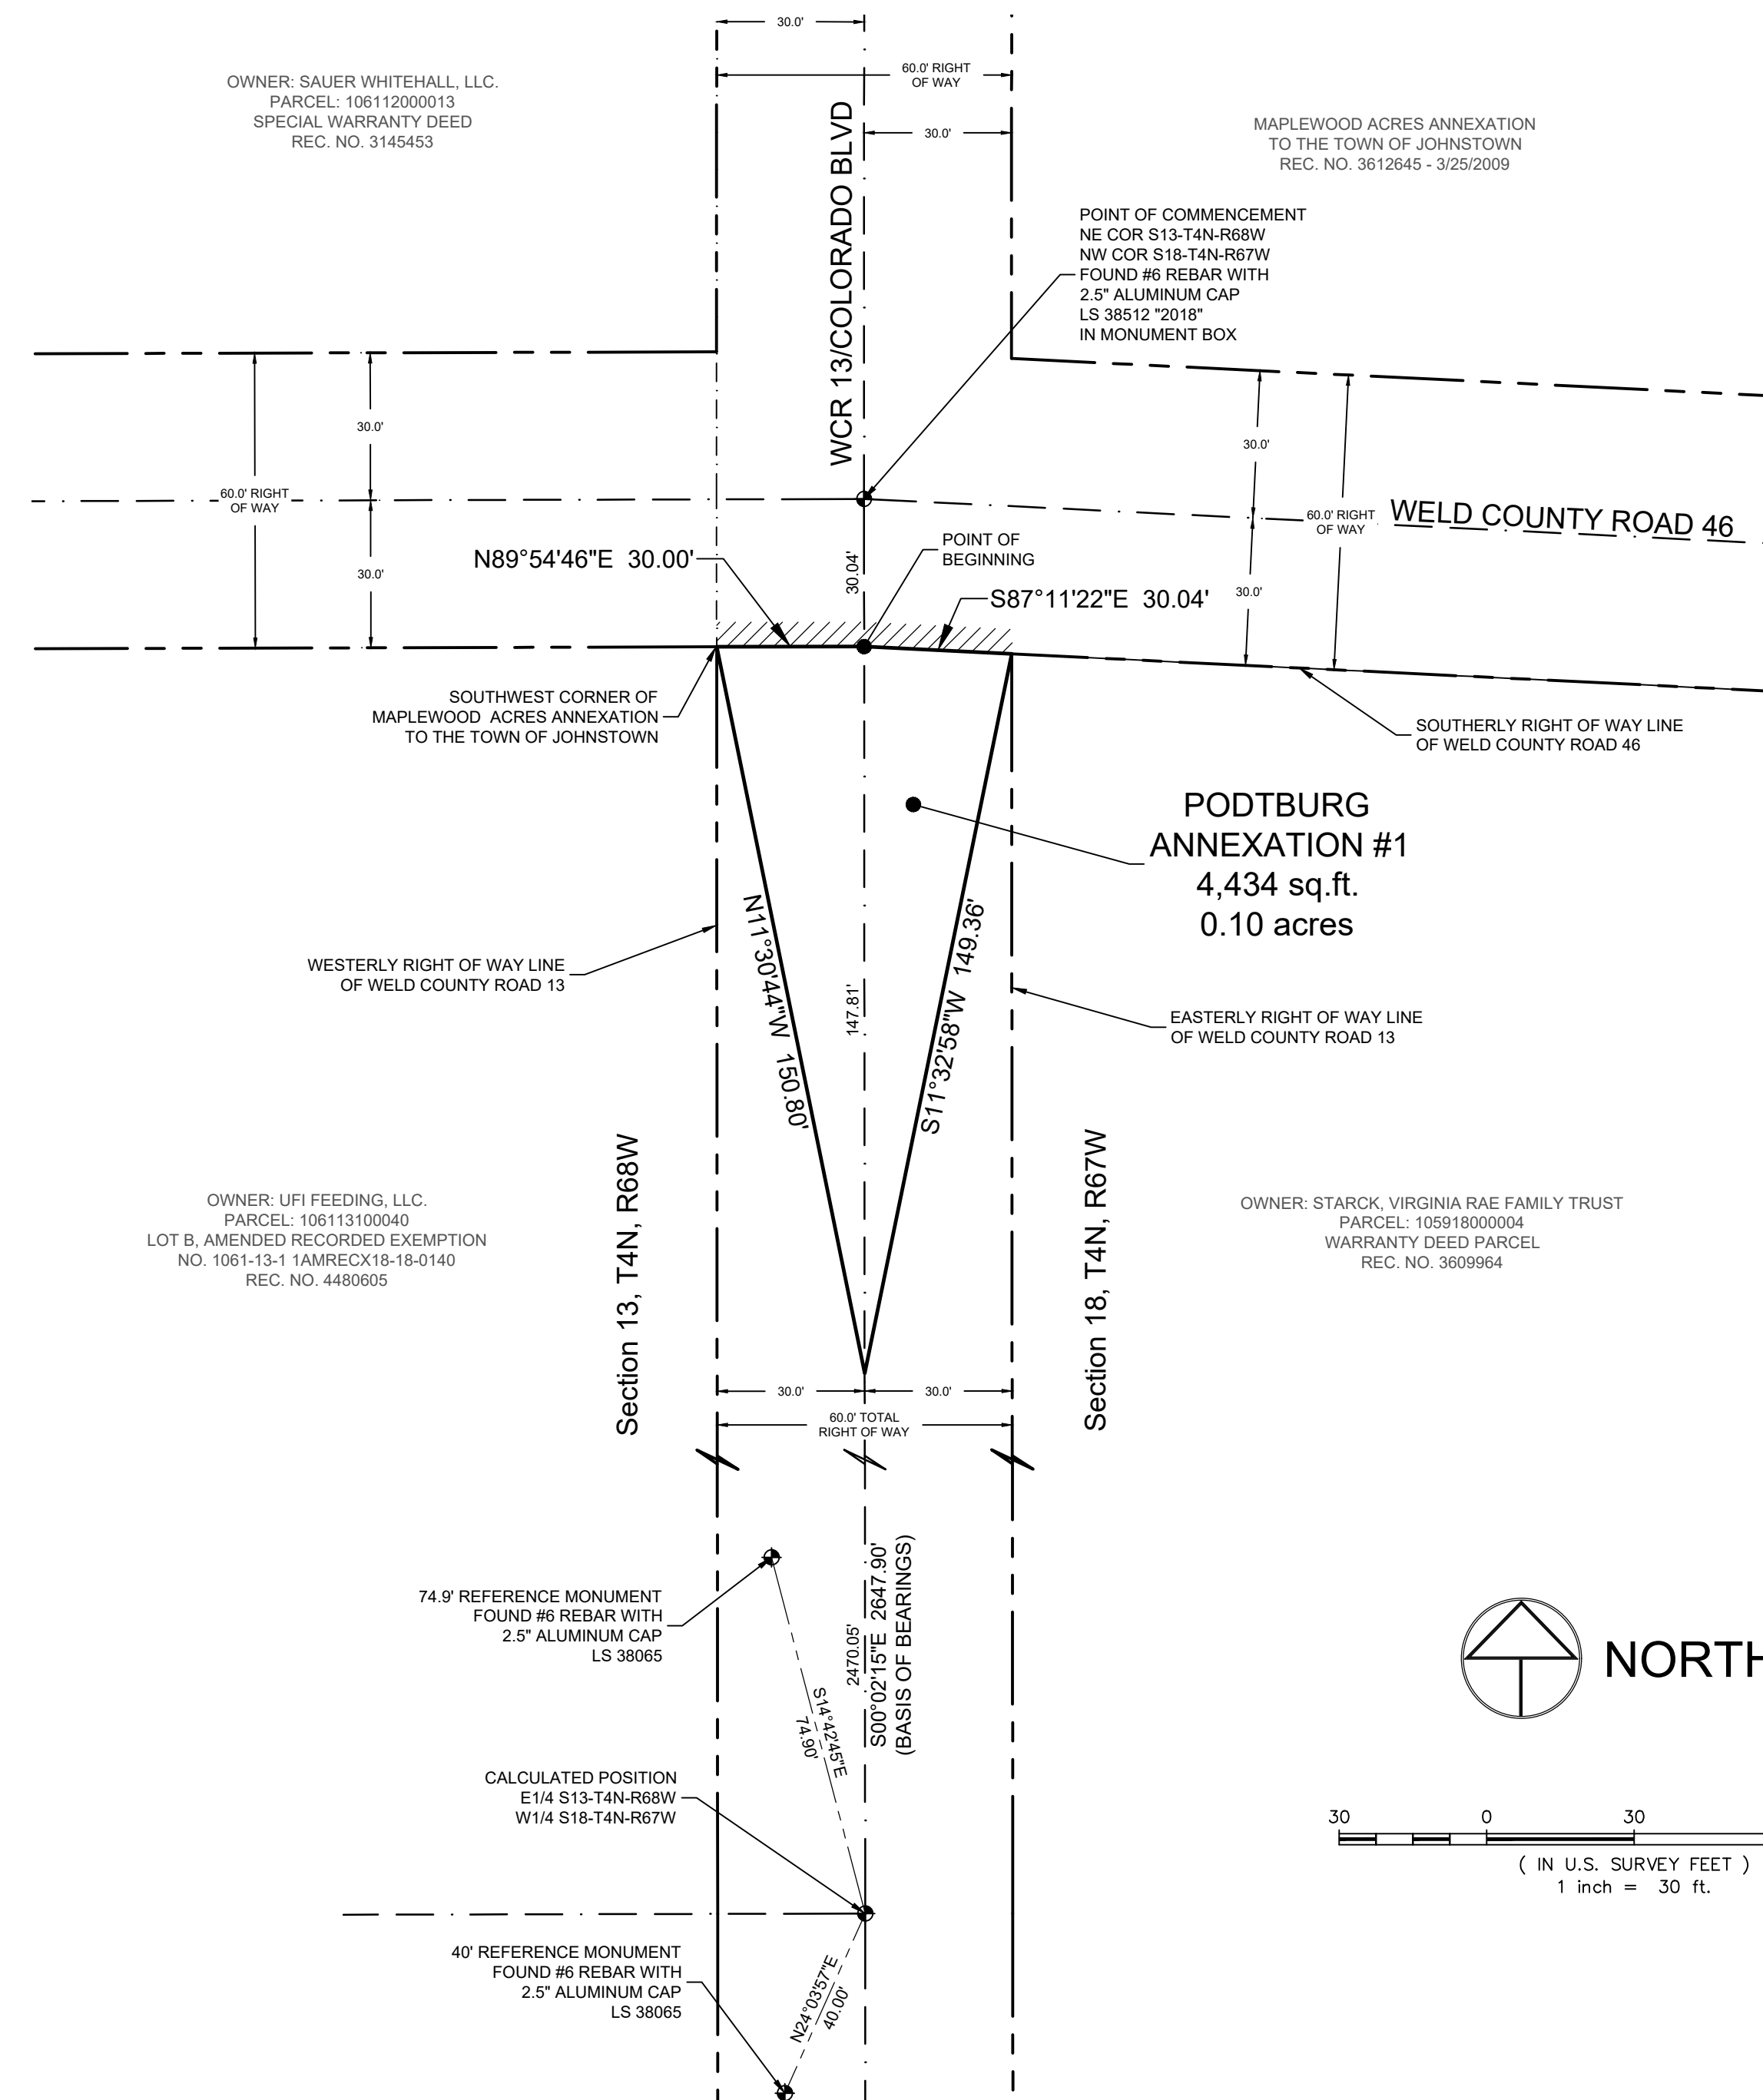 30.0'
60.0' RIGHT
OF WAY
30.0'
OWNER: SAUER WHITEHALL, LLC.
PARCEL: 106112000013
SPECIAL WARRANTY DEED
REC. NO. 3145453
MAPLEWOOD ACRES ANNEXATION
TO THE TOWN OF JOHNSTOWN
REC. NO. 3612645 - 3/25/2009
WCR 13/COLORADO BLVD
POINT OF COMMENCEMENT
NE COR S13-T4N-R68W
NW COR S18-T4N-R67W
FOUND #6 REBAR WITH
2.5" ALUMINUM CAP
LS 38512 "2018"
IN MONUMENT BOX
30.0'
60.0' RIGHT
OF WAY
30.0'
30.0'
60.0' RIGHT
OF WAY
30.0'
WELD COUNTY ROAD 46
N89°54'46"E 30.00'
30.04'
POINT OF
BEGINNING
S87°11'22"E 30.04'
SOUTHWEST CORNER OF
MAPLEWOOD ACRES ANNEXATION
TO THE TOWN OF JOHNSTOWN
SOUTHERLY RIGHT OF WAY LINE
OF WELD COUNTY ROAD 46
PODTBURG
ANNEXATION #1
4,434 sq.ft.
0.10 acres
N11°30'44"W 150.80'
147.81'
S11°32'58"W 149.36'
WESTERLY RIGHT OF WAY LINE
OF WELD COUNTY ROAD 13
EASTERLY RIGHT OF WAY LINE
OF WELD COUNTY ROAD 13
Section 13, T4N, R68W
Section 18, T4N, R67W
OWNER: UFI FEEDING, LLC.
PARCEL: 106113100040
LOT B, AMENDED RECORDED EXEMPTION
NO. 1061-13-1 1AMRECX18-18-0140
REC. NO. 4480605
OWNER: STARCK, VIRGINIA RAE FAMILY TRUST
PARCEL: 105918000004
WARRANTY DEED PARCEL
REC. NO. 3609964
30.0'
30.0'
60.0' TOTAL
RIGHT OF WAY
74.9' REFERENCE MONUMENT
FOUND #6 REBAR WITH
2.5" ALUMINUM CAP
LS 38065
2470.05'
S00°02'15"E 2647.90'
(BASIS OF BEARINGS)
S14°42'45"E
74.90'
NORTH
CALCULATED POSITION
E1/4 S13-T4N-R68W
W1/4 S18-T4N-R67W
30 0 30
( IN U.S. SURVEY FEET )
1 inch = 30 ft.
40' REFERENCE MONUMENT
FOUND #6 REBAR WITH
2.5" ALUMINUM CAP
LS 38065
N24°03'57"E
40.00'